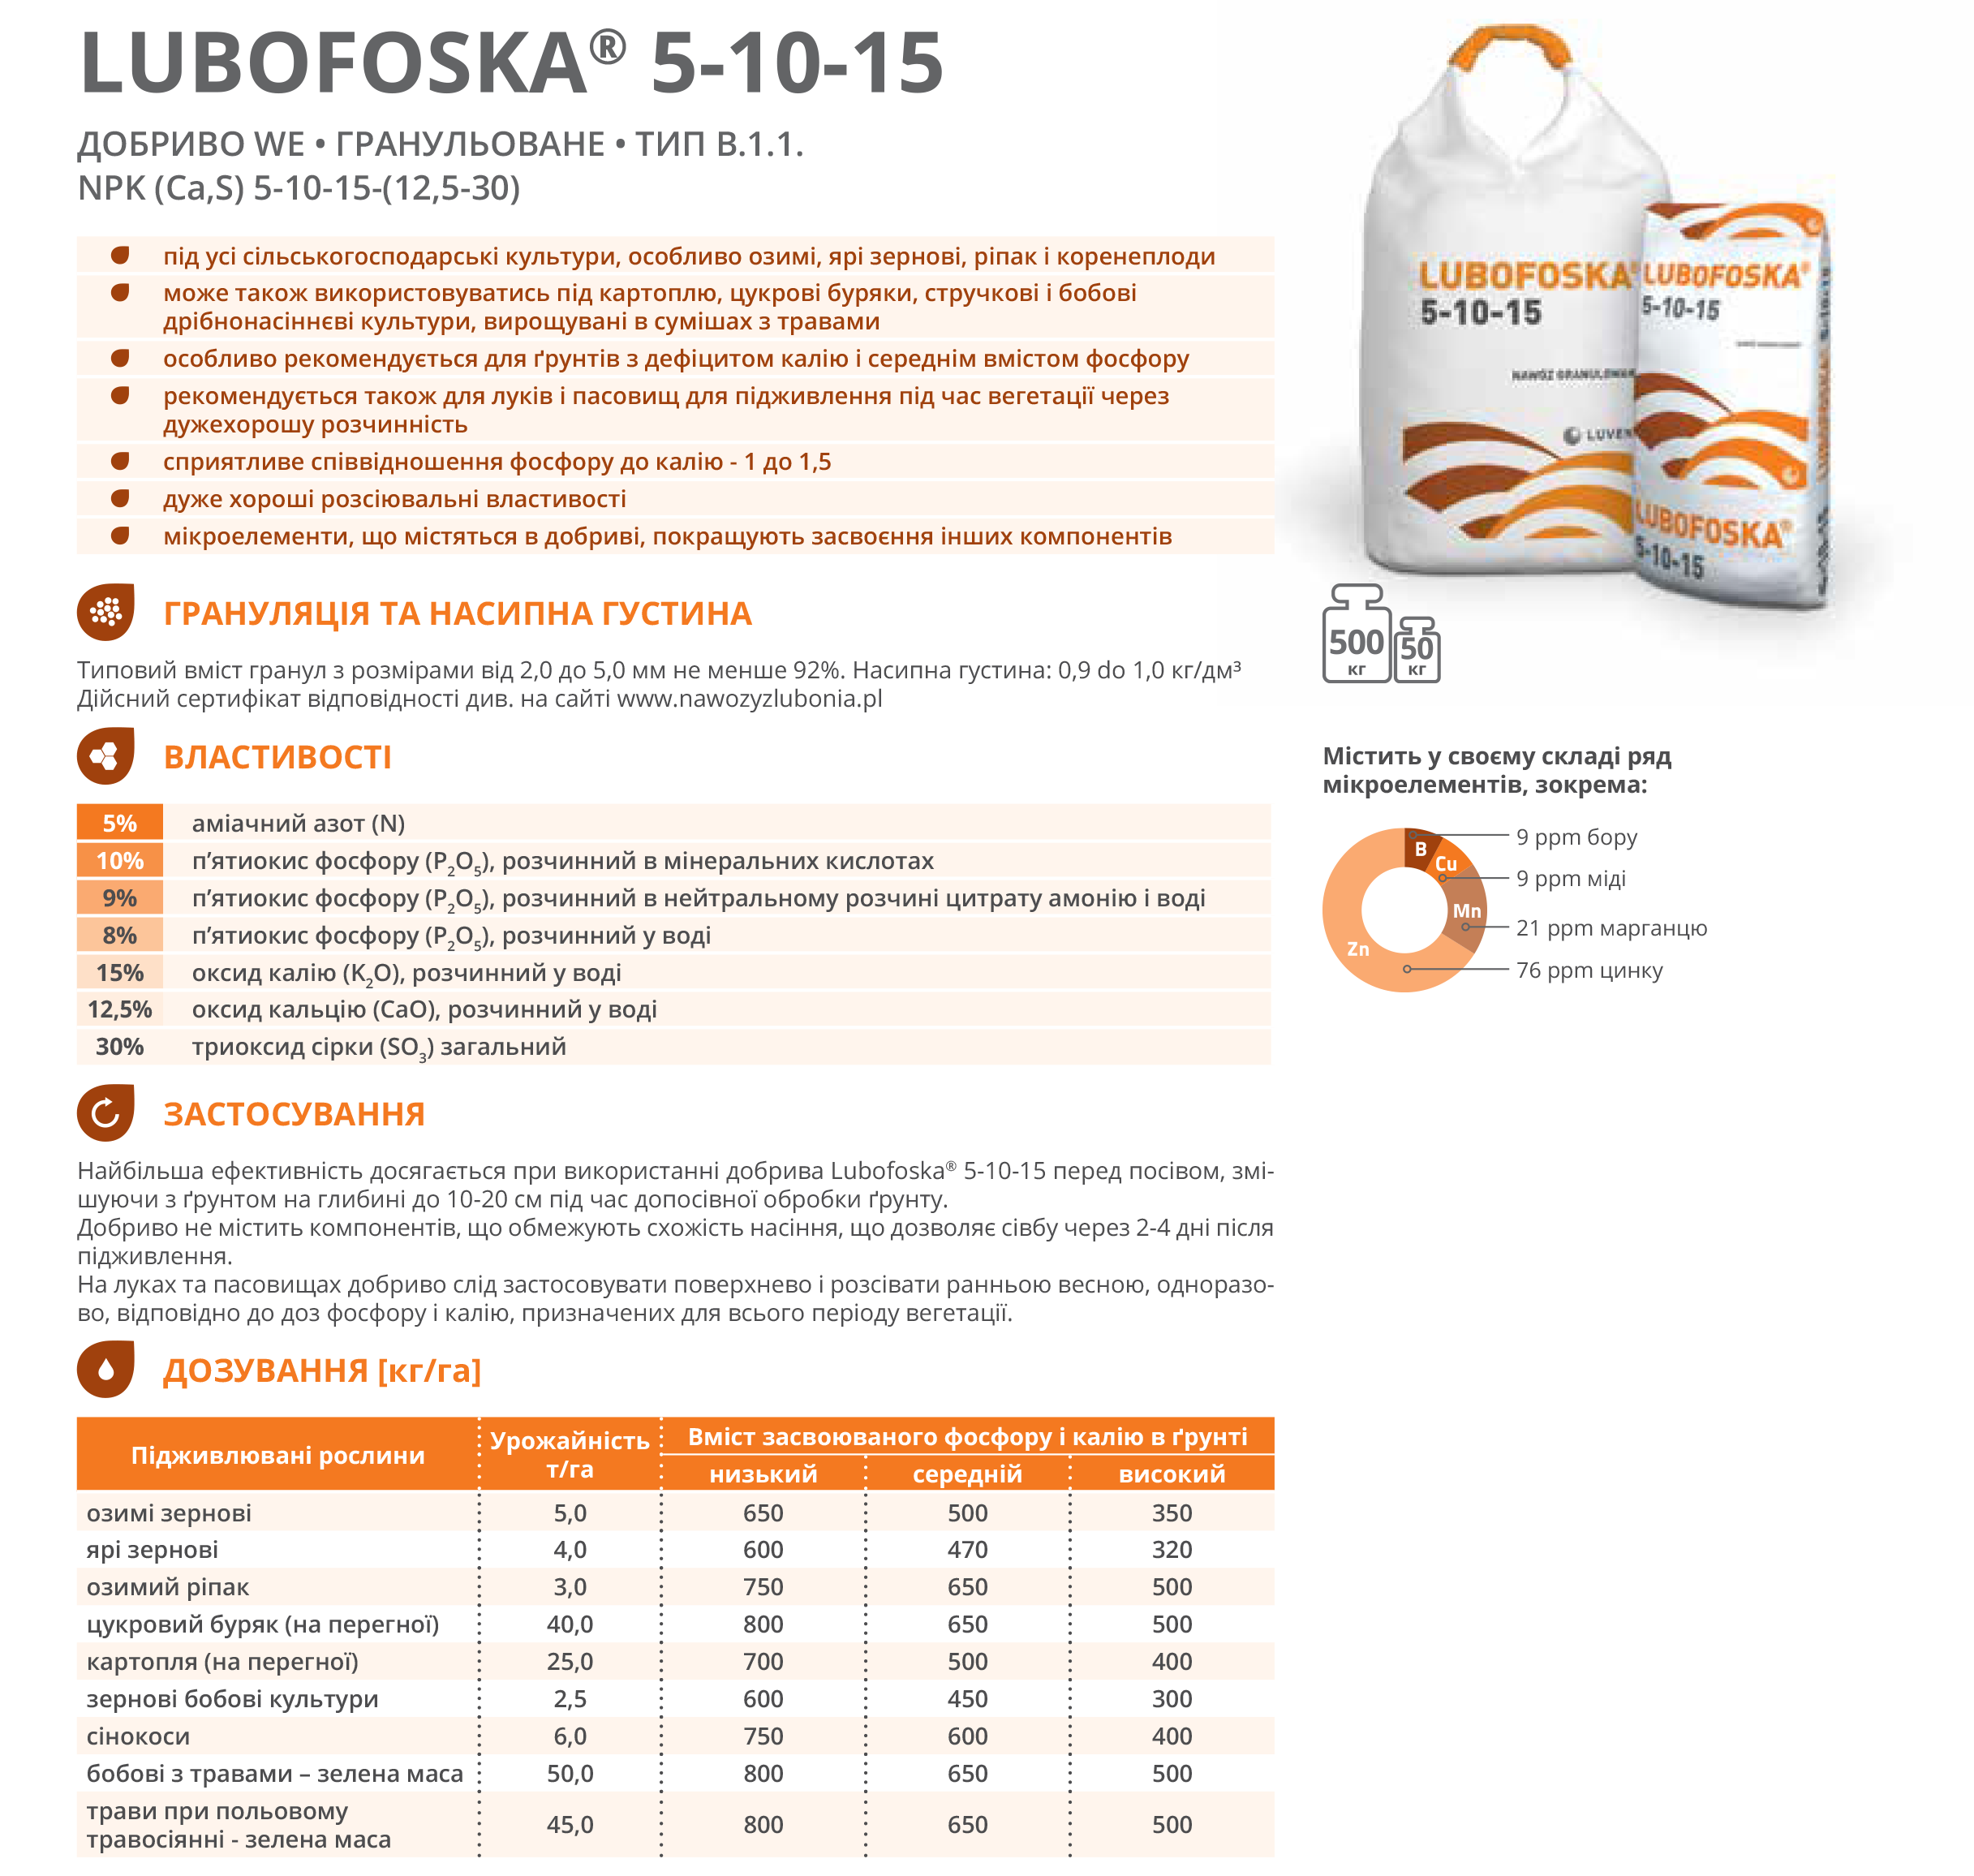 LUBOFOSKA® 5-10-15
ДОБРИВО WE • ГРАНУЛЬОВАНЕ • ТИП B.1.1.
NPK (Ca,S) 5-10-15-(12,5-30)
під усі сільськогосподарські культури, особливо озимі, ярі зернові, ріпак і коренеплоди
може також використовуватись під картоплю, цукрові буряки, стручкові і бобові
дрібнонасіннєві культури, вирощувані в сумішах з травами
особливо рекомендується для ґрунтів з дефіцитом калію і середнім вмістом фосфору
рекомендується також для луків і пасовищ для підживлення під час вегетації через
дужехорошу розчинність
сприятливе співвідношення фосфору до калію - 1 до 1,5
дуже хороші розсіювальні властивості
мікроелементи, що містяться в добриві, покращують засвоєння інших компонентів
LUBOFOSKA®
5-10-15
NAWÓZ
LUBOFOSKA®
5-10-15
LUBOFOSKA®
5-10-15
500
кг
50
кг
ГРАНУЛЯЦІЯ ТА НАСИПНА ГУСТИНА
Типовий вміст гранул з розмірами від 2,0 до 5,0 мм не менше 92%. Насипна густина: 0,9 do 1,0 кг/дм³
Дійсний сертифікат відповідності див. на сайті www.nawozyzlubonia.pl
ВЛАСТИВОСТІ
5% аміачний азот (N)
10% п’ятиокис фосфору (P₂O₅), розчинний в мінеральних кислотах
9% п’ятиокис фосфору (P₂O₅), розчинний в нейтральному розчині цитрату амонію і воді
8% п’ятиокис фосфору (P₂O₅), розчинний у воді
15% оксид калію (K₂O), розчинний у воді
12,5% оксид кальцію (CaO), розчинний у воді
30% триоксид сірки (SO₃) загальний
Містить у своєму складі ряд
мікроелементів, зокрема:
B
Cu
Mn
Zn
9 ppm бору
9 ppm міді
21 ppm марганцю
76 ppm цинку
ЗАСТОСУВАННЯ
Найбільша ефективність досягається при використанні добрива Lubofoska® 5-10-15 перед посівом, змі-
шуючи з ґрунтом на глибині до 10-20 см під час допосівної обробки ґрунту.
Добриво не містить компонентів, що обмежують схожість насіння, що дозволяє сівбу через 2-4 дні після
підживлення.
На луках та пасовищах добриво слід застосовувати поверхнево і розсівати ранньою весною, одноразо-
во, відповідно до доз фосфору і калію, призначених для всього періоду вегетації.
ДОЗУВАННЯ [кг/га]
Підживлювані рослини Урожайність т/га Вміст засвоюваного фосфору і калію в ґрунті
низький середній високий
озимі зернові 5,0 650 500 350
ярі зернові 4,0 600 470 320
озимий ріпак 3,0 750 650 500
цукровий буряк (на перегної) 40,0 800 650 500
картопля (на перегної) 25,0 700 500 400
зернові бобові культури 2,5 600 450 300
сінокоси 6,0 750 600 400
бобові з травами – зелена маса 50,0 800 650 500
трави при польовому
травосіянні - зелена маса 45,0 800 650 500